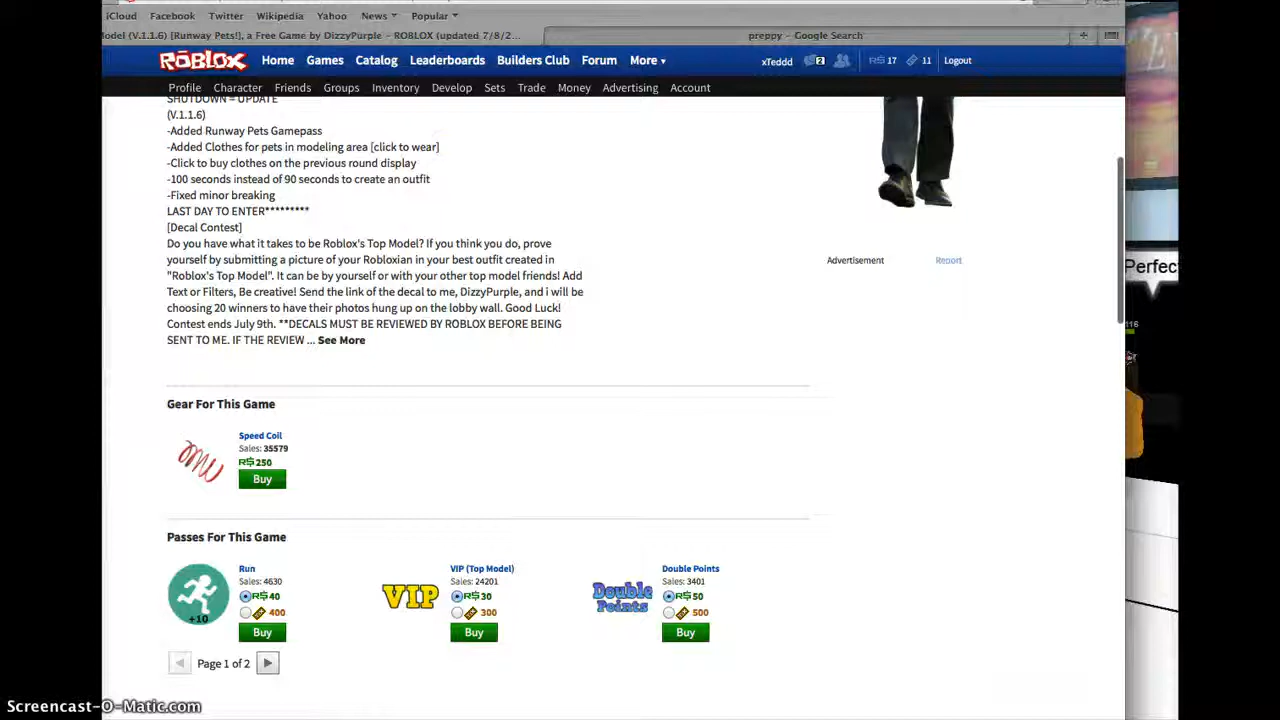 iCloud Facebook Twitter Wikipedia Yahoo News Popular
odel (V.1.1.6) [Runway Pets!], a Free Game by DizzyPurple - ROBLOX (updated 7/8/2... preppy - Google Search +
ROBLOX Home Games Catalog Leaderboards Builders Club Forum More xTeddd 2 R$ 17 11 Logout
Profile Character Friends Groups Inventory Develop Sets Trade Money Advertising Account
SHUTDOWN = UPDATE
(V.1.1.6)
-Added Runway Pets Gamepass
-Added Clothes for pets in modeling area [click to wear]
-Click to buy clothes on the previous round display
-100 seconds instead of 90 seconds to create an outfit
-Fixed minor breaking
LAST DAY TO ENTER*********
[Decal Contest]
Do you have what it takes to be Roblox's Top Model? If you think you do, prove
yourself by submitting a picture of your Robloxian in your best outfit created in
"Roblox's Top Model". It can be by yourself or with your other top model friends! Add
Text or Filters, Be creative! Send the link of the decal to me, DizzyPurple, and i will be
choosing 20 winners to have their photos hung up on the lobby wall. Good Luck!
Contest ends July 9th. **DECALS MUST BE REVIEWED BY ROBLOX BEFORE BEING
SENT TO ME. IF THE REVIEW ... See More
Advertisement Report
Perfec
116
Gear For This Game
Speed Coil
Sales: 35579
R$ 250
Buy
Passes For This Game
+10
Run
Sales: 4630
R$ 40
400
Buy
VIP
VIP (Top Model)
Sales: 24201
R$ 30
300
Buy
Double
Points
Double Points
Sales: 3401
R$ 50
500
Buy
Page 1 of 2
Screencast-O-Matic.com